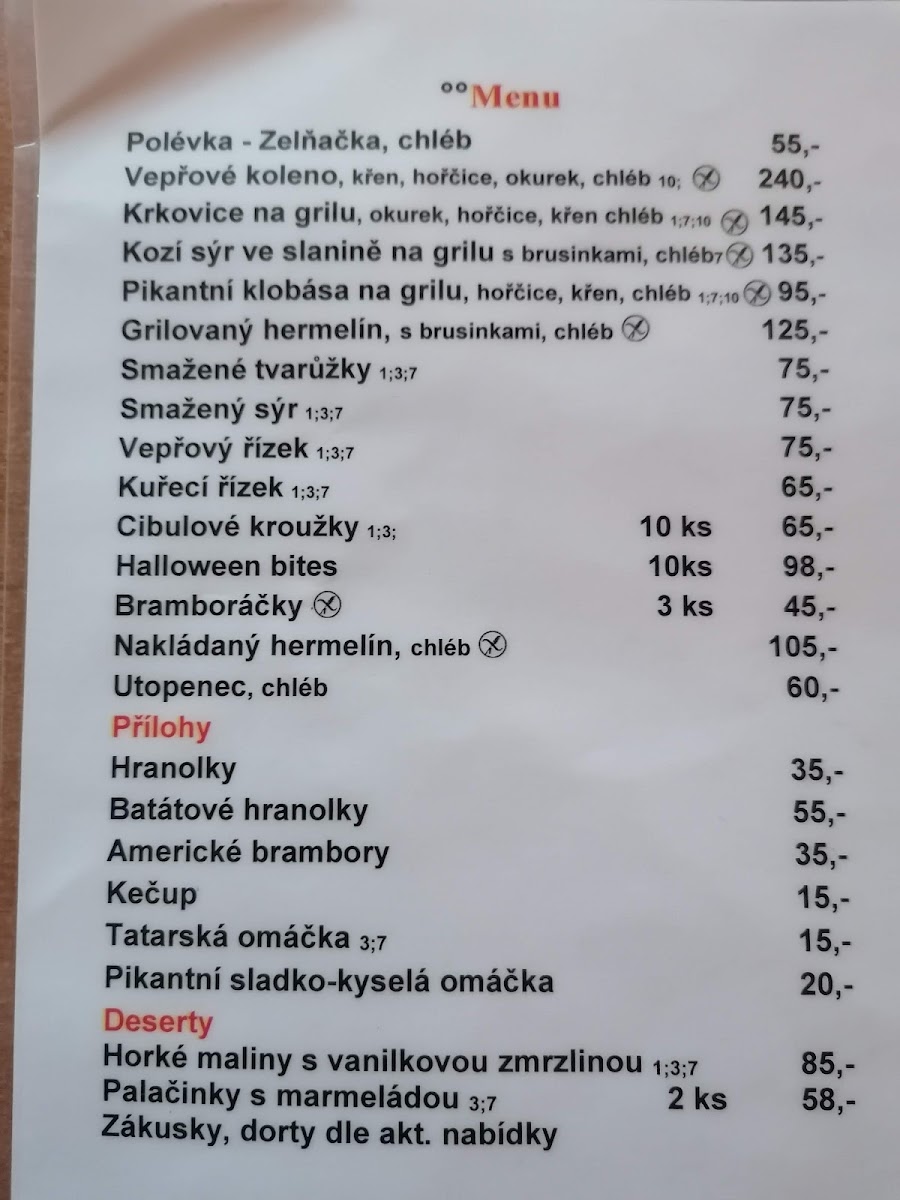 °°Menu
Polévka - Zelňačka, chléb 55,-
Vepřové koleno, křen, hořčice, okurek, chléb 10; 240,-
Krkovice na grilu, okurek, hořčice, křen chléb 1;7;10 145,-
Kozí sýr ve slanině na grilu s brusinkami, chléb7 135,-
Pikantní klobása na grilu, hořčice, křen, chléb 1;7;10 95,-
Grilovaný hermelín, s brusinkami, chléb 125,-
Smažené tvarůžky 1;3;7 75,-
Smažený sýr 1;3;7 75,-
Vepřový řízek 1;3;7 75,-
Kuřecí řízek 1;3;7 65,-
Cibulové kroužky 1;3; 10 ks 65,-
Halloween bites 10ks 98,-
Bramboráčky 3 ks 45,-
Nakládaný hermelín, chléb 105,-
Utopenec, chléb 60,-
Přílohy
Hranolky 35,-
Batátové hranolky 55,-
Americké brambory 35,-
Kečup 15,-
Tatarská omáčka 3;7 15,-
Pikantní sladko-kyselá omáčka 20,-
Deserty
Horké maliny s vanilkovou zmrzlinou 1;3;7 85,-
Palačinky s marmeládou 3;7 2 ks 58,-
Zákusky, dorty dle akt. nabídky